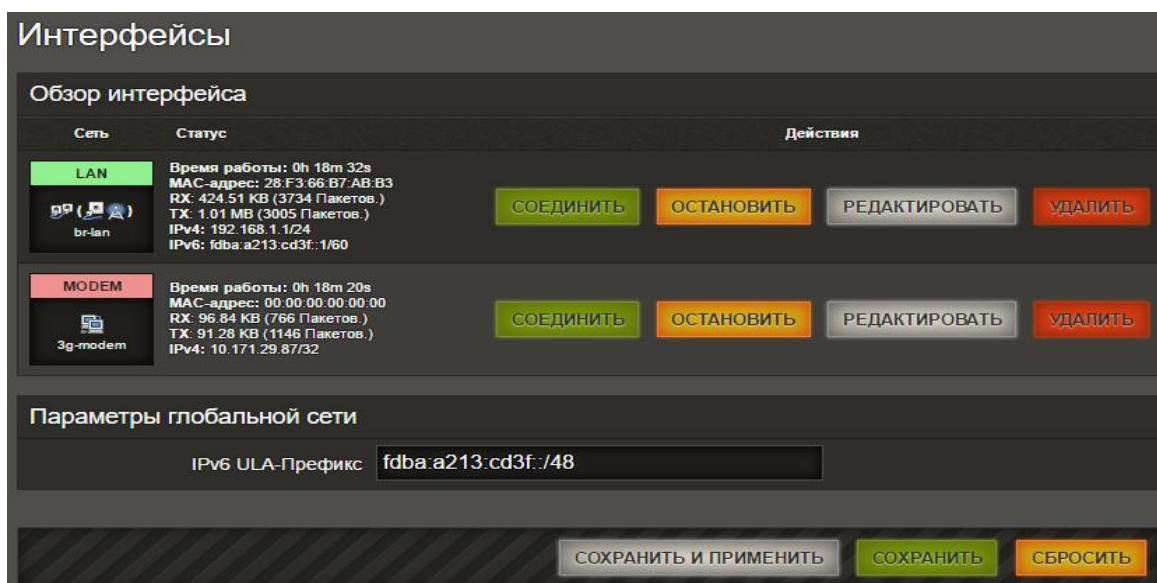 Интерфейсы
Обзор интерфейса
Сеть Статус Действия
LAN
br-lan
Время работы: 0h 18m 32s
MAC-адрес: 28:F3:66:B7:AB:B3
RX: 424.51 KB (3734 Пакетов.)
TX: 1.01 MB (3005 Пакетов.)
IPv4: 192.168.1.1/24
IPv6: fdba:a213:cd3f::1/60
СОЕДИНИТЬ ОСТАНОВИТЬ РЕДАКТИРОВАТЬ УДАЛИТЬ
MODEM
3g-modem
Время работы: 0h 18m 20s
MAC-адрес: 00:00:00:00:00:00
RX: 96.84 KB (766 Пакетов.)
TX: 91.28 KB (1146 Пакетов.)
IPv4: 10.171.29.87/32
СОЕДИНИТЬ ОСТАНОВИТЬ РЕДАКТИРОВАТЬ УДАЛИТЬ
Параметры глобальной сети
IPv6 ULA-Префикс fdba:a213:cd3f::/48
СОХРАНИТЬ И ПРИМЕНИТЬ СОХРАНИТЬ СБРОСИТЬ